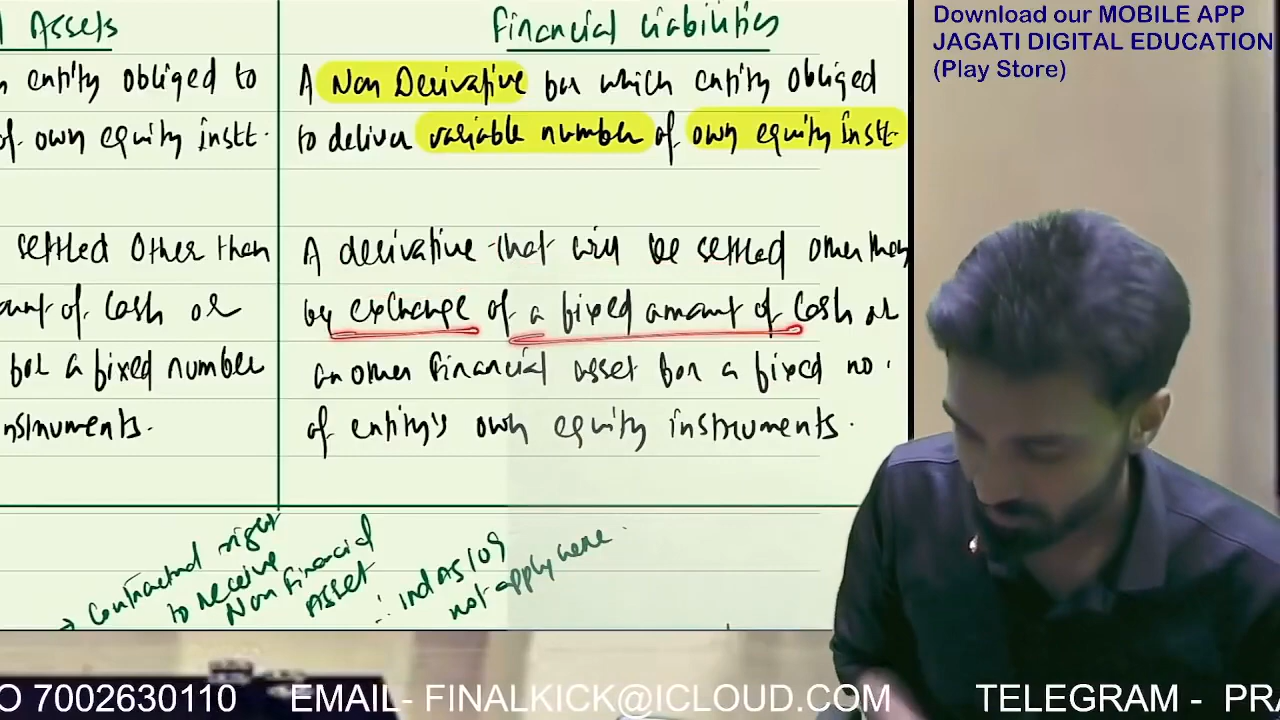 Assets
entity obliged to
of own equity instt.
settled other than
of cash or
for a fixed number
Financial Liabilities
A Non Derivative for which entity obliged
to deliver variable number of own equity instt.
A derivative that will be settled other than
by exchange of a fixed amount of cash or
another financial asset for a fixed no.
of entity's own equity instruments.
→ contractual right
to receive
Non Financial
Asset
∴ Ind AS 109
not apply here.
Download our MOBILE APP
JAGATI DIGITAL EDUCATION
(Play Store)
O 7002630110 EMAIL- FINALKICK@ICLOUD.COM TELEGRAM - PRA